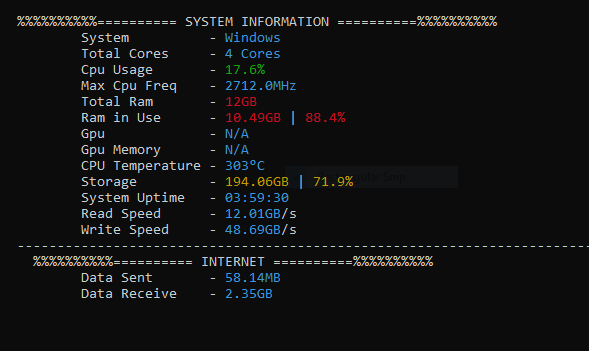 %%%%%%%%%%========== SYSTEM INFORMATION ==========%%%%%%%%%%
System - Windows
Total Cores - 4 Cores
Cpu Usage - 17.6%
Max Cpu Freq - 2712.0MHz
Total Ram - 12GB
Ram in Use - 10.49GB | 88.4%
Gpu - N/A
Gpu Memory - N/A
CPU Temperature - 303°C
Storage - 194.06GB | 71.9%
System Uptime - 03:59:30
Read Speed - 12.01GB/s
Write Speed - 48.69GB/s
--------------------------------------------------------------------------
%%%%%%%%%%========== INTERNET ==========%%%%%%%%%%
Data Sent - 58.14MB
Data Receive - 2.35GB